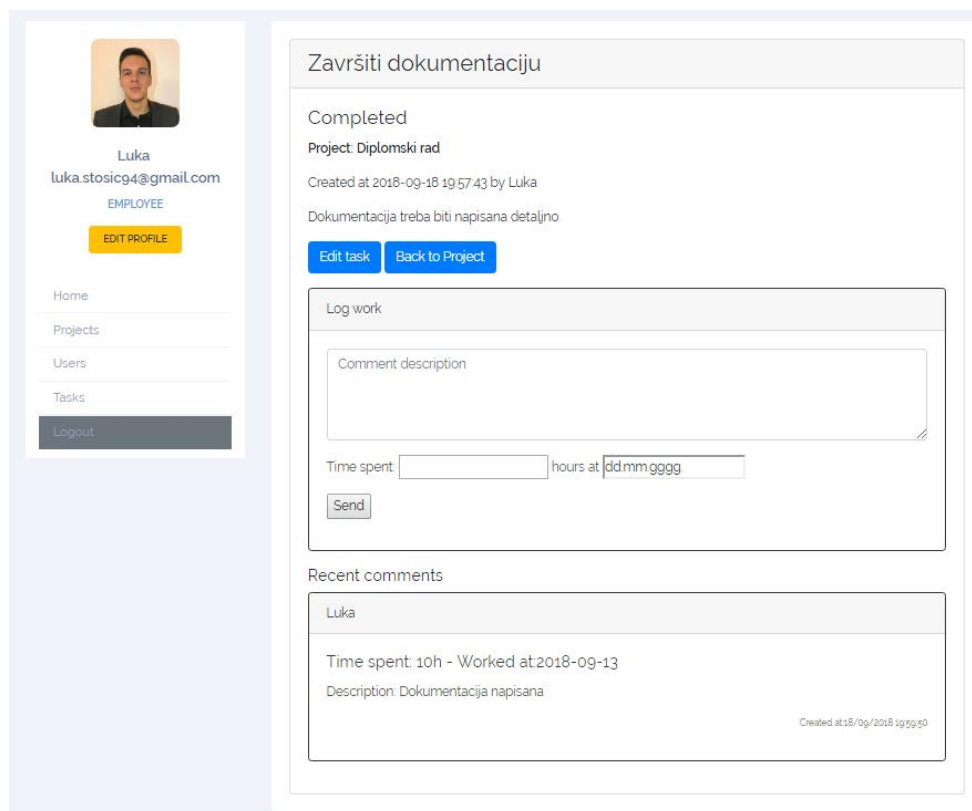 Luka
luka.stosic94@gmail.com
EMPLOYEE
EDIT PROFILE
Home
Projects
Users
Tasks
Logout
Završiti dokumentaciju
Completed
Project: Diplomski rad
Created at 2018-09-18 19:57:43 by Luka
Dokumentacija treba biti napisana detaljno.
Edit task Back to Project
Log work
Comment description
Time spent: hours at dd.mm.gggg.
Send
Recent comments
Luka
Time spent: 10h - Worked at:2018-09-13
Description: Dokumentacija napisana
Created at:18/09/2018 19:59:50